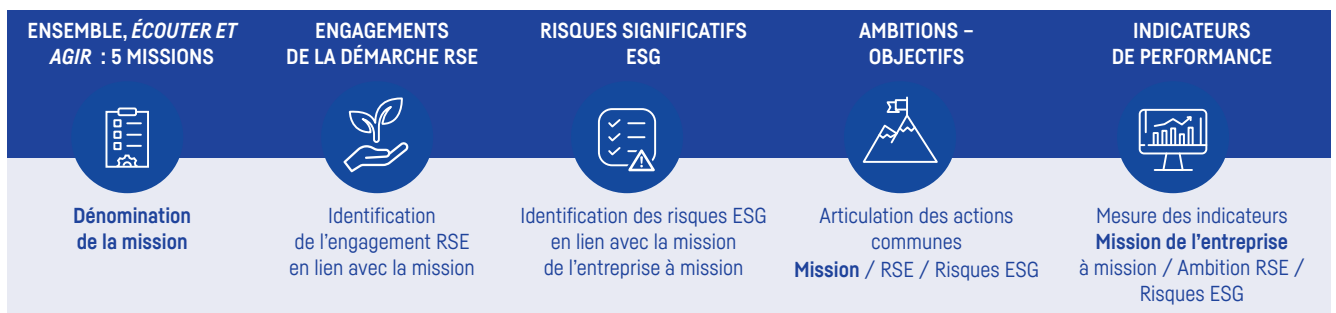 ENSEMBLE, ÉCOUTER ET
AGIR : 5 MISSIONS
Dénomination
de la mission
ENGAGEMENTS
DE LA DÉMARCHE RSE
Identification
de l'engagement RSE
en lien avec la mission
RISQUES SIGNIFICATIFS
ESG
Identification des risques ESG
en lien avec la mission
de l'entreprise à mission
AMBITIONS –
OBJECTIFS
Articulation des actions
communes
Mission / RSE / Risques ESG
INDICATEURS
DE PERFORMANCE
Mesure des indicateurs
Mission de l'entreprise
à mission / Ambition RSE /
Risques ESG